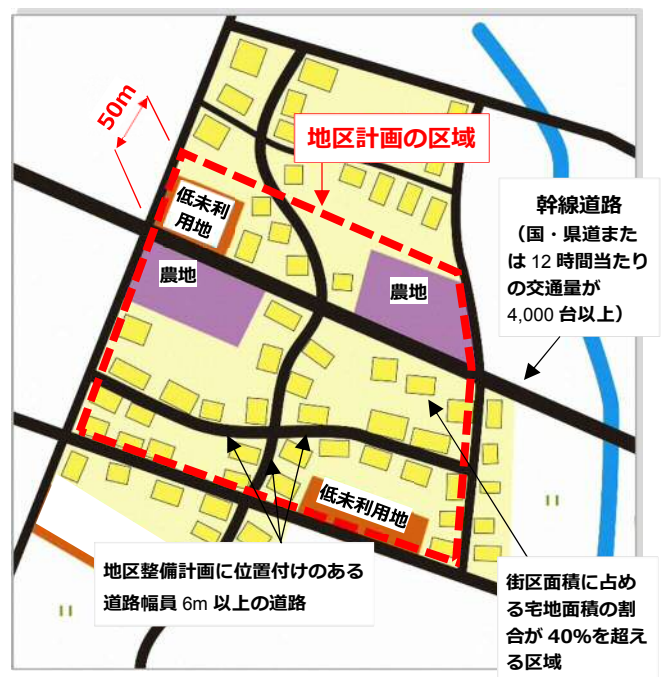 50m
地区計画の区域
低未利
用地
幹線道路
（国・県道また
は 12 時間当たり
の交通量が
4,000 台以上）
農地
農地
低未利用地
地区整備計画に位置付けのある
道路幅員 6m 以上の道路
街区面積に占め
る宅地面積の割
合が 40%を超え
る区域